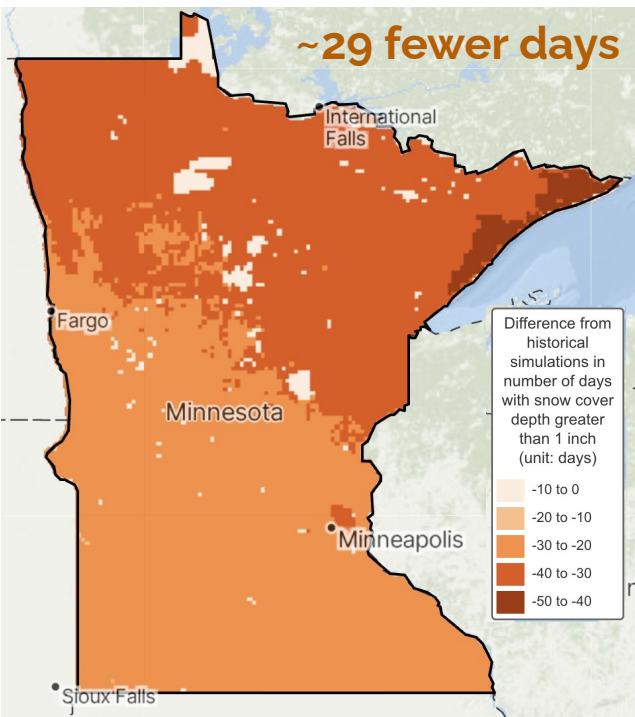 ~29 fewer days
International
Falls
Fargo
Minnesota
Minneapolis
Sioux Falls
Difference from
historical
simulations in
number of days
with snow cover
depth greater
than 1 inch
(unit: days)
-10 to 0
-20 to -10
-30 to -20
-40 to -30
-50 to -40